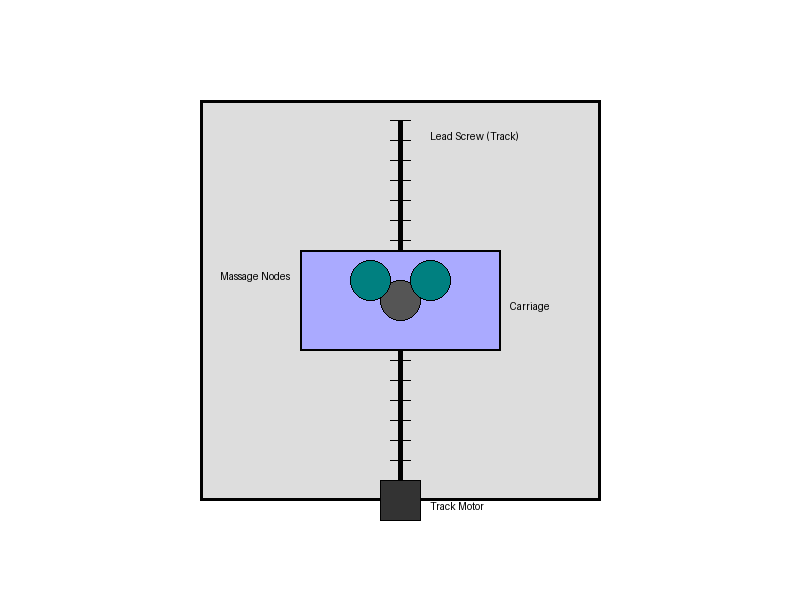 Lead Screw (Track)
Massage Nodes
Carriage
Track Motor